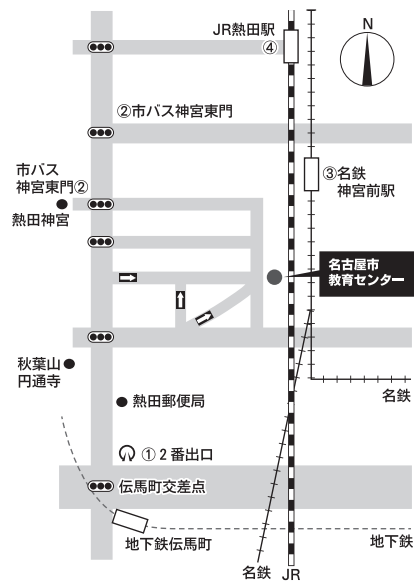 JR熱田駅
④
N
②市バス神宮東門
市バス
神宮東門②
③名鉄
神宮前駅
熱田神宮
名古屋市
教育センター
秋葉山
円通寺
名鉄
熱田郵便局
①2番出口
伝馬町交差点
地下鉄伝馬町
地下鉄
名鉄
JR